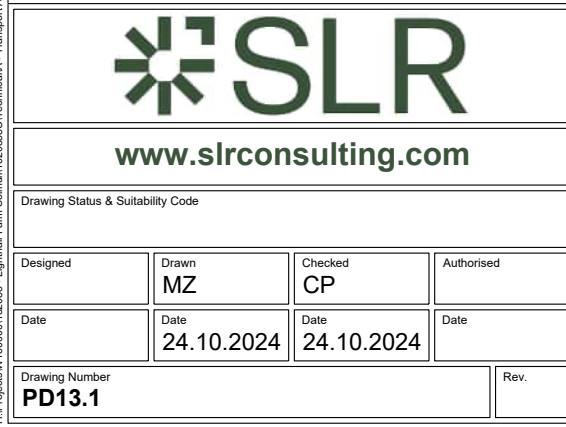 SLR
www.slrconsulting.com
Drawing Status & Suitability Code
Designed
Drawn
Checked
Authorised
MZ
CP
Date
Date
Date
Date
24.10.2024
24.10.2024
Drawing Number
Rev.
PD13.1